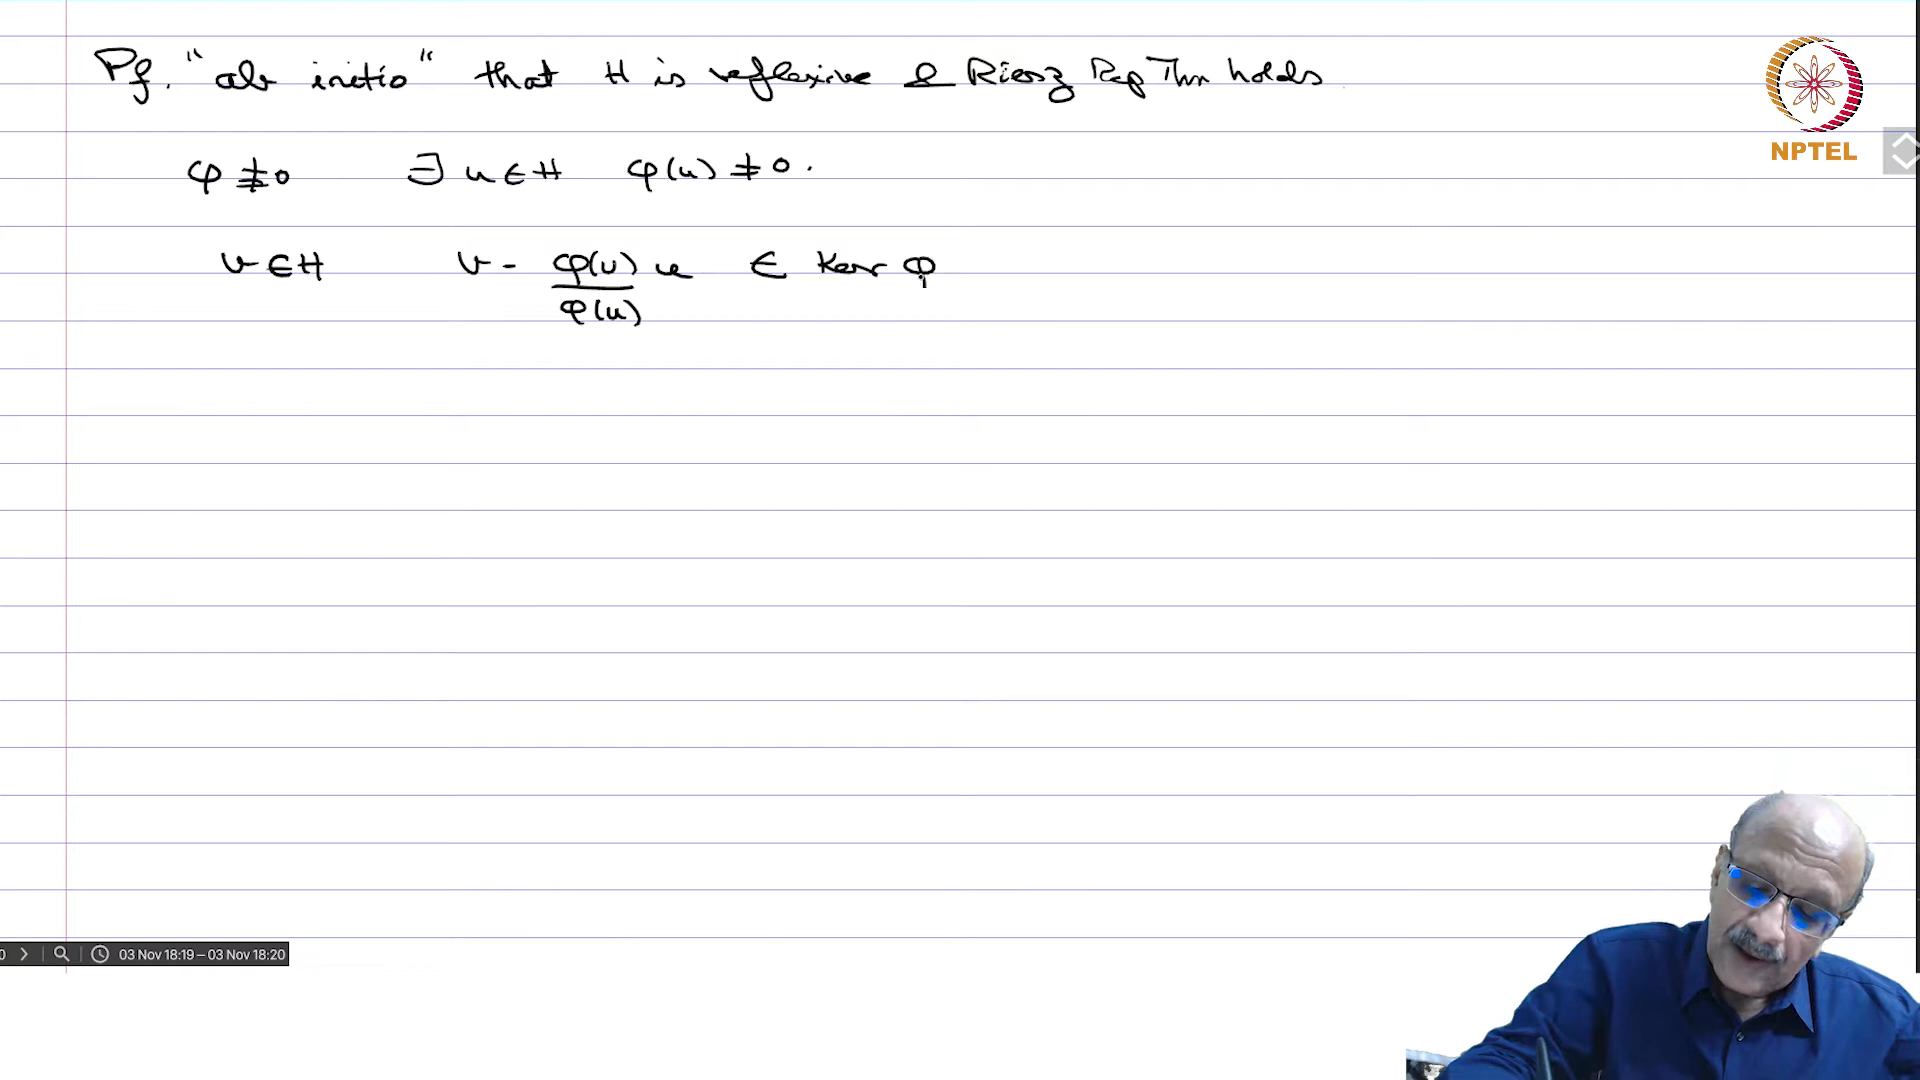 Pf. "ab initio" that H is reflexive & Riesz Rep Thm holds
φ ≢ 0 ∃ u ∈ H φ(u) ≠ 0.
v ∈ H v - φ(v)/φ(u) u ∈ Ker φ
NPTEL
03 Nov 18:19 – 03 Nov 18:20